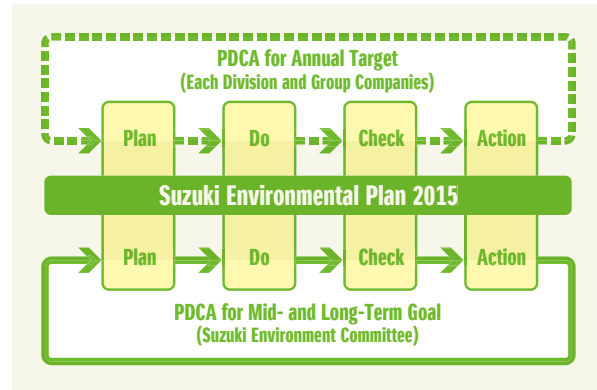 PDCA for Annual Target
(Each Division and Group Companies)
Plan Do Check Action
Suzuki Environmental Plan 2015
Plan Do Check Action
PDCA for Mid- and Long-Term Goal
(Suzuki Environment Committee)